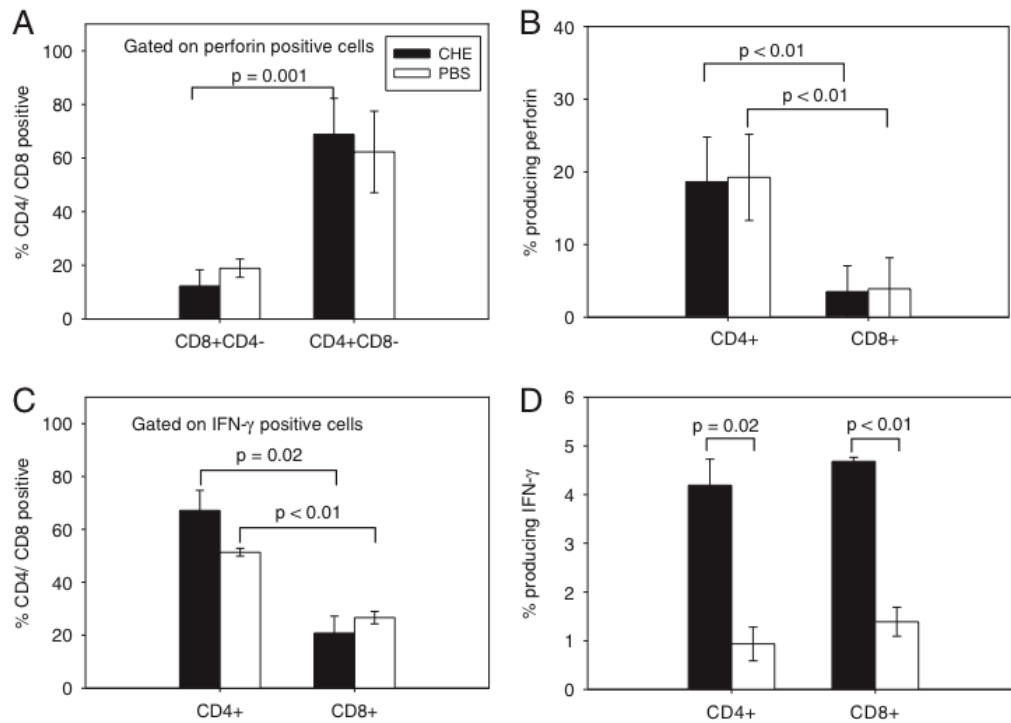 A
Gated on perforin positive cells
CHE
PBS
p = 0.001
% CD4/ CD8 positive
100
80
60
40
20
0
CD8+CD4-
CD4+CD8-
B
p < 0.01
p < 0.01
% producing perforin
40
30
20
10
0
CD4+
CD8+
C
Gated on IFN-γ positive cells
p = 0.02
p < 0.01
% CD4/ CD8 positive
100
80
60
40
20
0
CD4+
CD8+
D
p = 0.02
p < 0.01
% producing IFN-γ
6
5
4
3
2
1
0
CD4+
CD8+